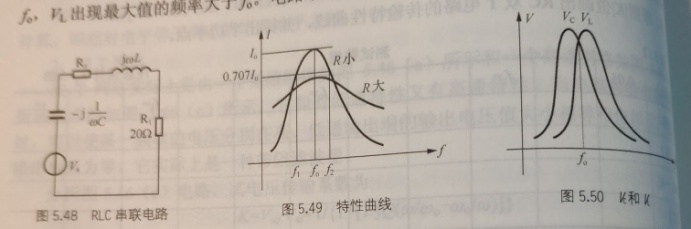 f₀, V_L 出现最大值的频率大于 f₀。
R_s
jωL
-j 1/ωC
R₁
20Ω
V_s
图 5.48 RLC 串联电路
I
I₀
0.707I₀
R小
R大
f₁ f₀ f₂
f
图 5.49 特性曲线
V
V_C V_L
f₀
图 5.50